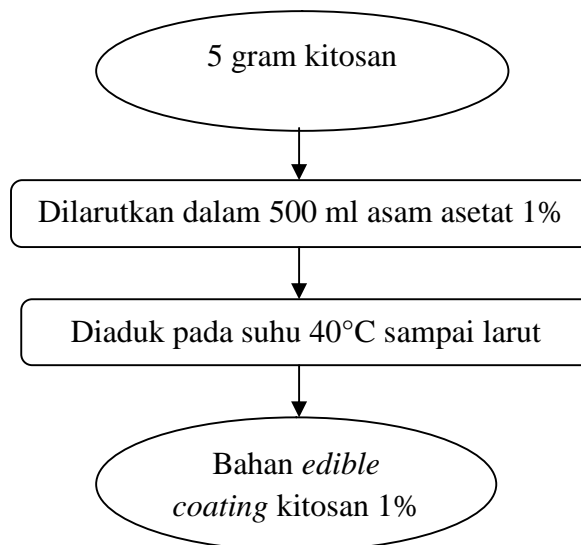 5 gram kitosan
Dilarutkan dalam 500 ml asam asetat 1%
Diaduk pada suhu 40°C sampai larut
Bahan edible
coating kitosan 1%